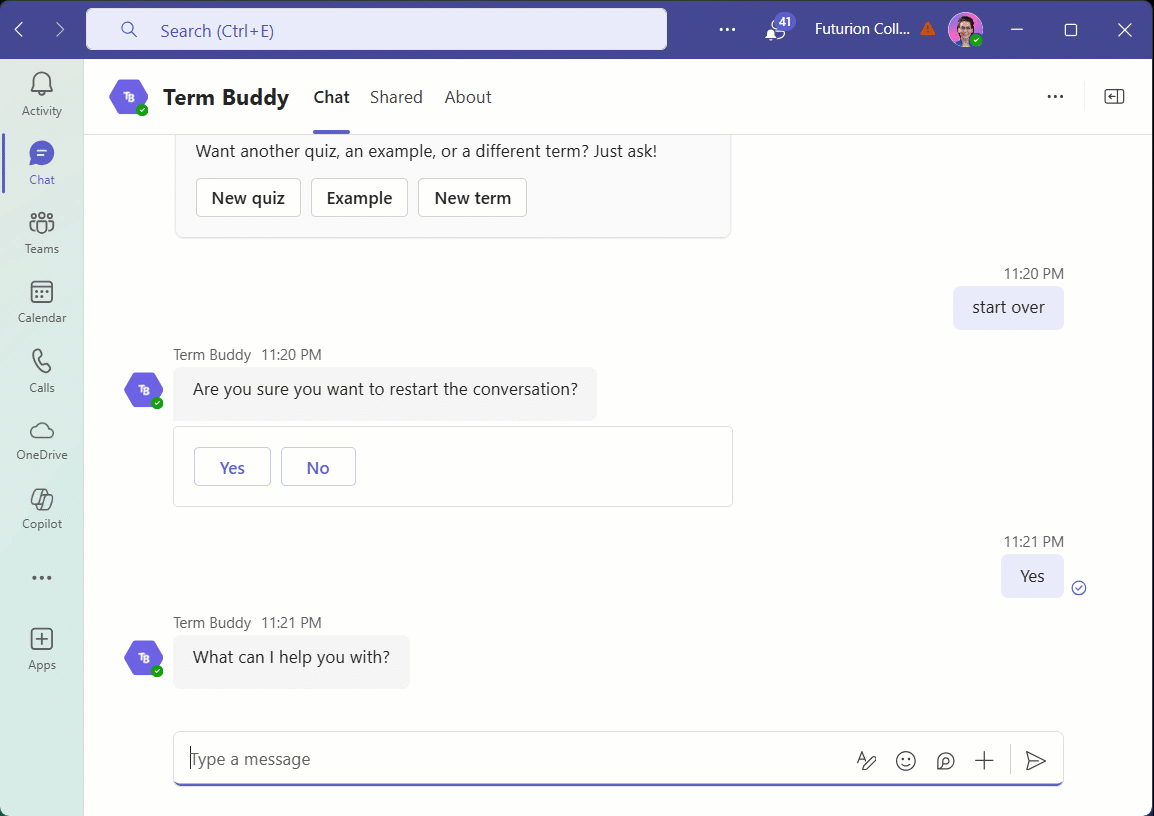 Search (Ctrl+E)
41
Futurion Coll...
Activity
Chat
Teams
Calendar
Calls
OneDrive
Copilot
Apps
TB
Term Buddy
Chat
Shared
About
Want another quiz, an example, or a different term? Just ask!
New quiz
Example
New term
11:20 PM
start over
Term Buddy 11:20 PM
TB
Are you sure you want to restart the conversation?
Yes
No
11:21 PM
Yes
Term Buddy 11:21 PM
TB
What can I help you with?
Type a message